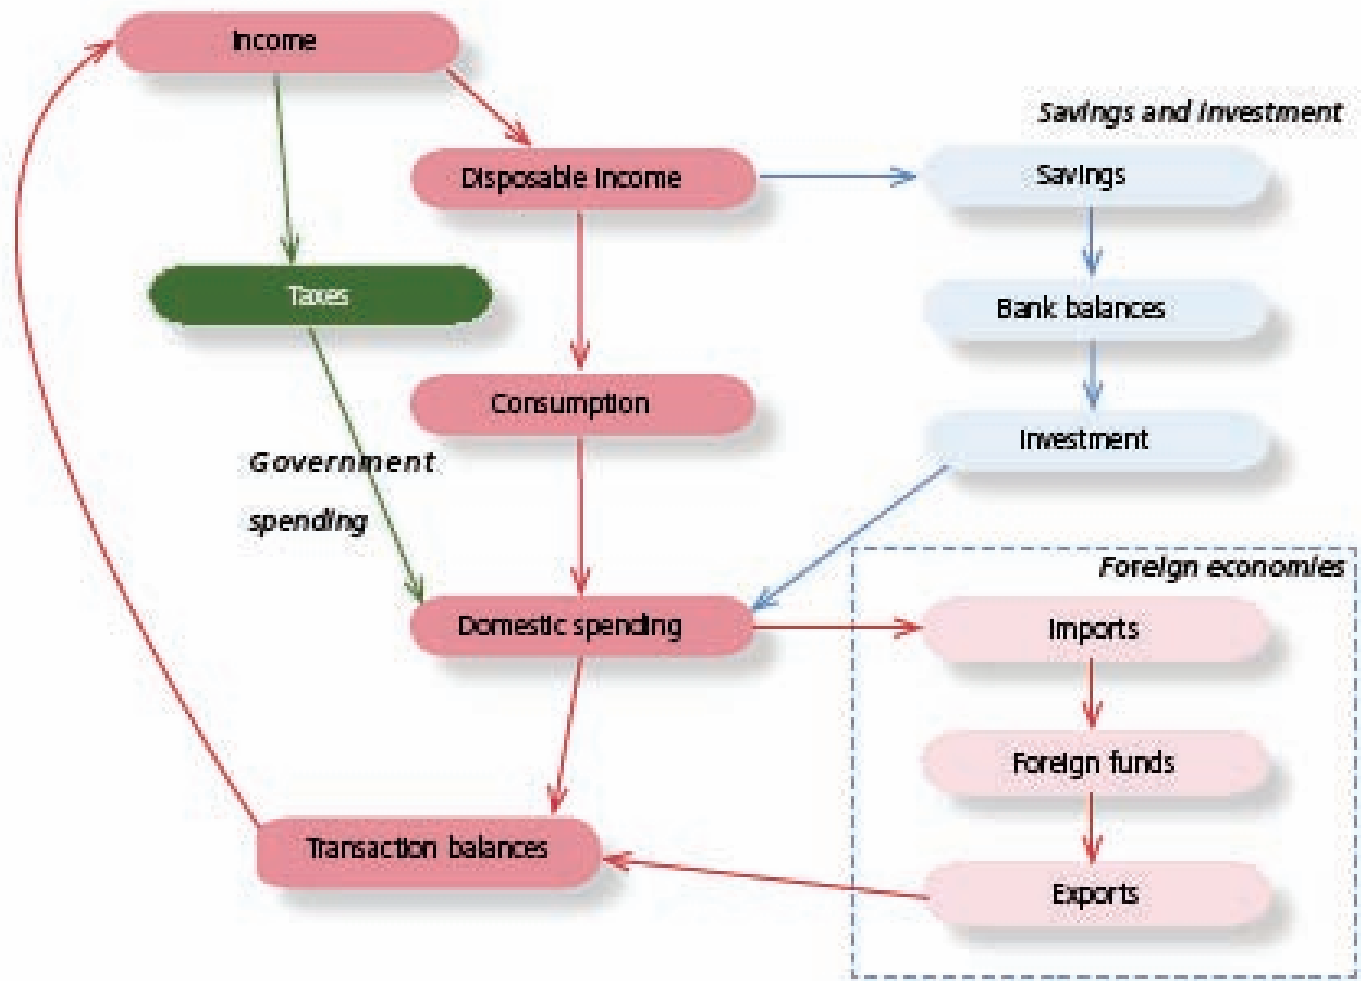 Income
Savings and Investment
Disposable Income
Savings
Taxes
Bank balances
Consumption
Investment
Government
spending
Foreign economies
Domestic spending
Imports
Foreign funds
Transaction balances
Exports